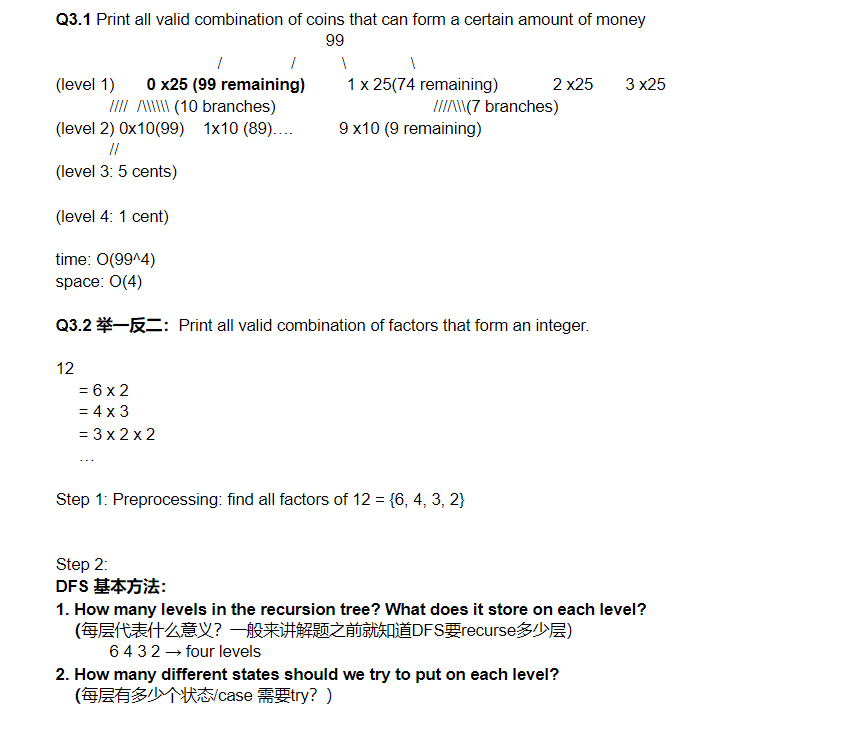 Q3.1 Print all valid combination of coins that can form a certain amount of money
99
/ / \ \
(level 1) 0 x25 (99 remaining) 1 x 25(74 remaining) 2 x25 3 x25
//// /\\\\\\ (10 branches) ////\\\(7 branches)
(level 2) 0x10(99) 1x10 (89)…. 9 x10 (9 remaining)
//
(level 3: 5 cents)
(level 4: 1 cent)
time: O(99^4)
space: O(4)
Q3.2 举一反二：Print all valid combination of factors that form an integer.
12
= 6 x 2
= 4 x 3
= 3 x 2 x 2
…
Step 1: Preprocessing: find all factors of 12 = {6, 4, 3, 2}
Step 2:
DFS 基本方法：
1. How many levels in the recursion tree? What does it store on each level?
(每层代表什么意义？一般来讲解题之前就知道DFS要recurse多少层)
6 4 3 2 → four levels
2. How many different states should we try to put on each level?
(每层有多少个状态/case 需要try？)